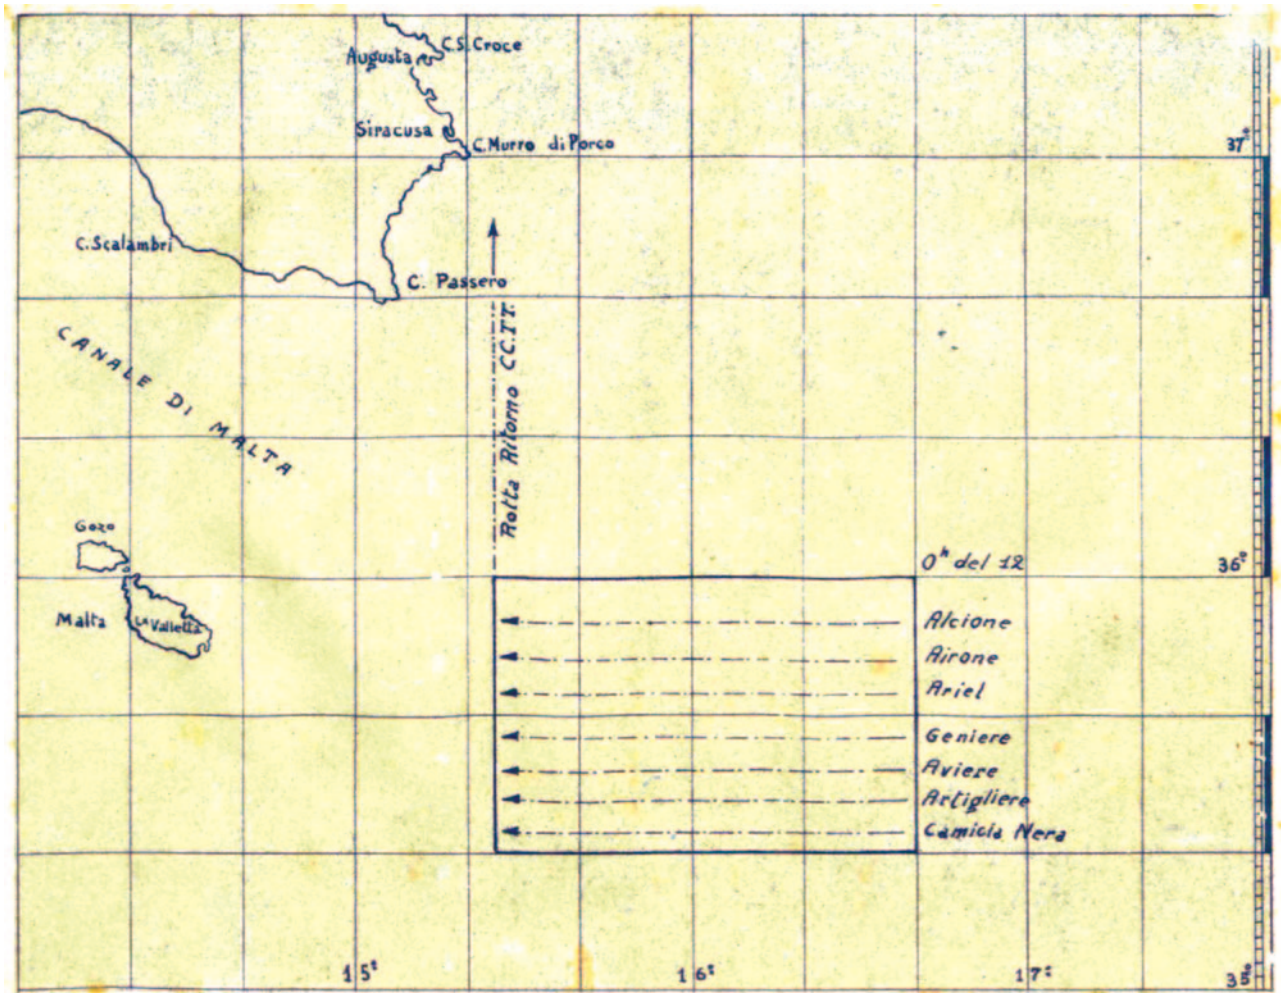 C.S. Croce
Augusta
Siracusa
C. Murro di Porco
37°
C. Scalambri
C. Passero
CANALE DI MALTA
Rotta Ritorno CC.TT.
Gozo
0ʰ del 12
36°
Malta
La Valletta
Alcione
Airone
Ariel
Geniere
Aviere
Artigliere
Camicia Nera
15°
16°
17°
35°